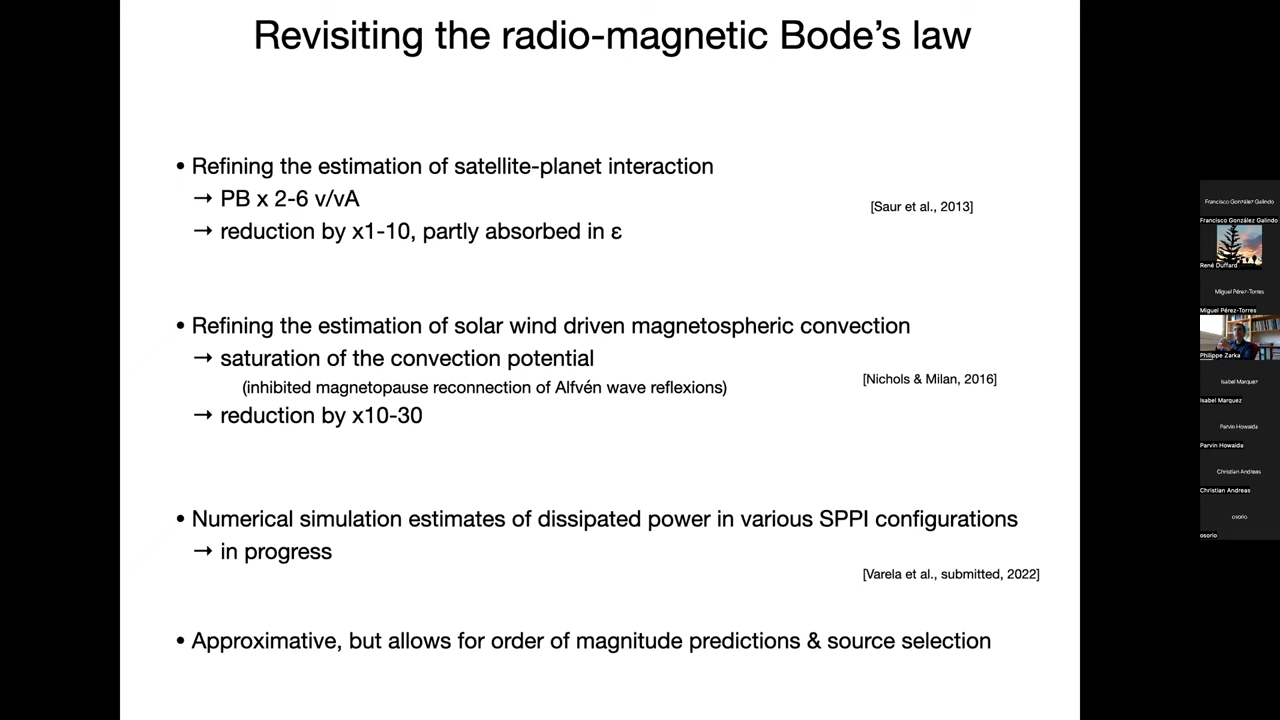 Revisiting the radio-magnetic Bode's law
• Refining the estimation of satellite-planet interaction
→ PB x 2-6 v/vA
[Saur et al., 2013]
→ reduction by x1-10, partly absorbed in ε
• Refining the estimation of solar wind driven magnetospheric convection
→ saturation of the convection potential
(inhibited magnetopause reconnection of Alfvén wave reflexions)
[Nichols & Milan, 2016]
→ reduction by x10-30
• Numerical simulation estimates of dissipated power in various SPPI configurations
→ in progress
[Varela et al., submitted, 2022]
• Approximative, but allows for order of magnitude predictions & source selection
Francisco González Galindo
Francisco González Galindo
René Duffard
Miguel Pérez-Torres
Miguel Pérez-Torres
Philippe Zarka
Isabel Marquez
Isabel Marquez
Parvin Howaida
Parvin Howaida
Christian Andreas
Christian Andreas
osorio
osorio